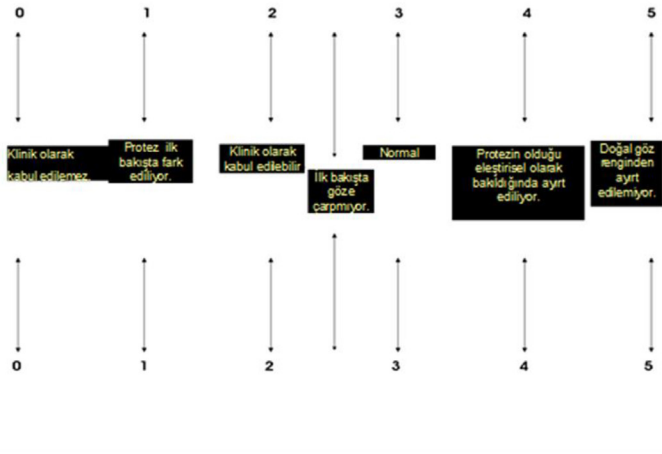 0 1 2 3 4 5
Klinik olarak
kabul edilemez.
Protez ilk
bakışta fark
ediliyor.
Klinik olarak
kabul edilebilir
İlk bakışta
göze
çarpmıyor.
Normal
Protezin olduğu
eleştirisel olarak
bakıldığında ayırt
ediliyor.
Doğal göz
renginden
ayırt
edilemiyor.
0 1 2 3 4 5